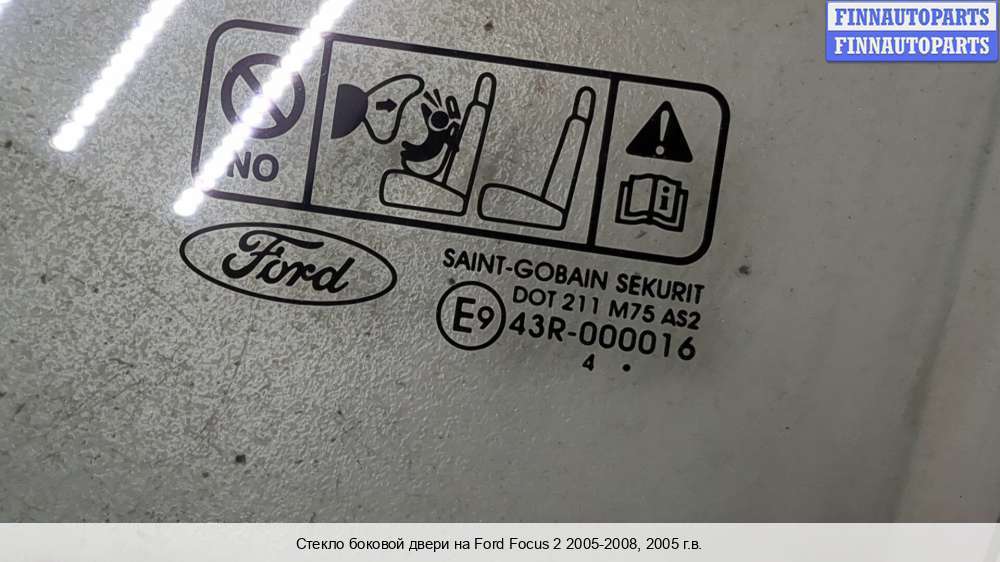 FINNAUTOPARTS
FINNAUTOPARTS
NO
Ford
SAINT-GOBAIN SEKURIT
DOT 211 M75 AS2
E9 43R-000016
4 .
Стекло боковой двери на Ford Focus 2 2005-2008, 2005 г.в.